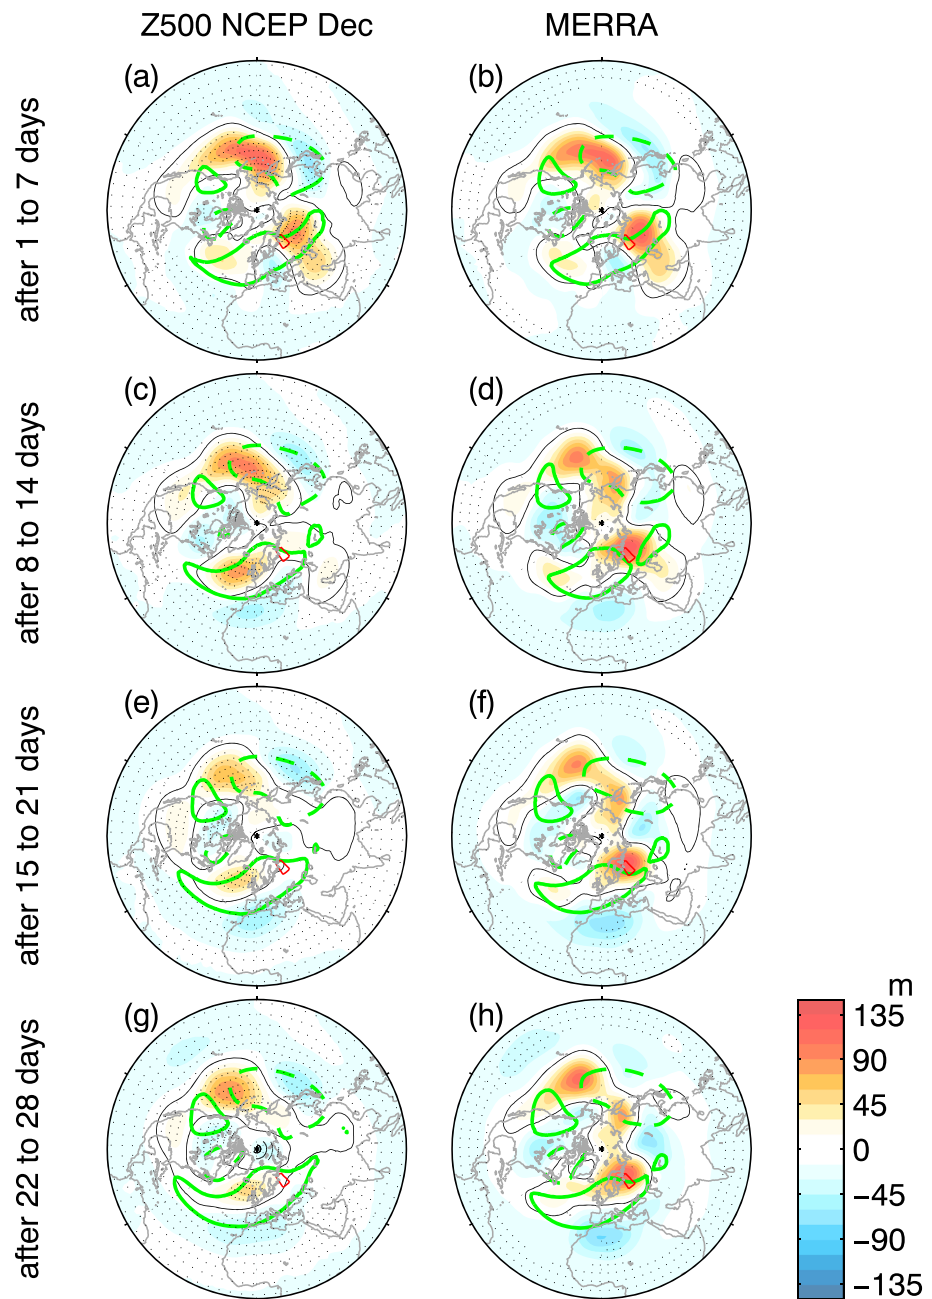 Z500 NCEP Dec
MERRA
after 1 to 7 days
(a)
(b)
after 8 to 14 days
(c)
(d)
after 15 to 21 days
(e)
(f)
after 22 to 28 days
(g)
(h)
m
135
90
45
0
−45
−90
−135